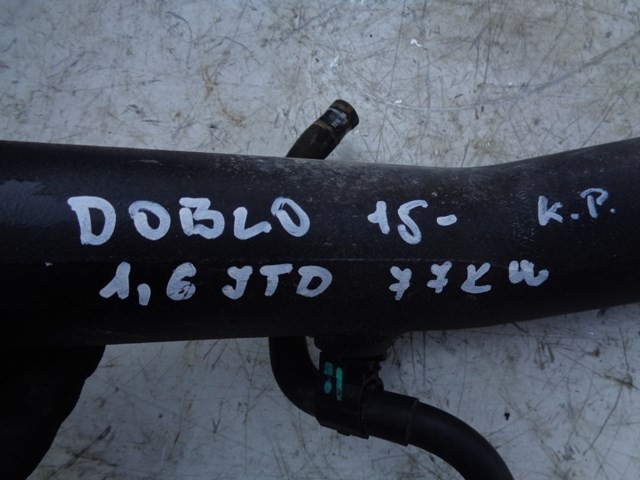 DOBLO 15- K.P.
1,6 JTD 77KW